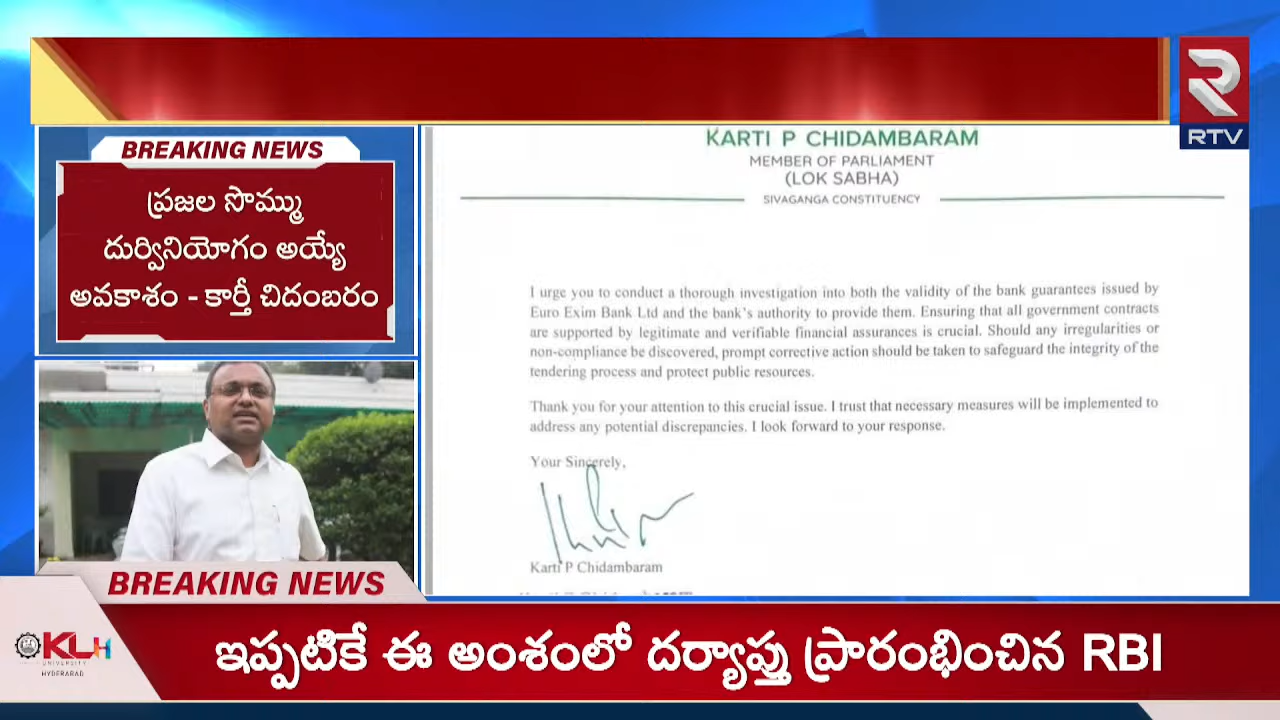 RTV
BREAKING NEWS
ప్రజల సొమ్ము
దుర్వినియోగం అయ్యే
అవకాశం - కార్తీ చిదంబరం
KARTI P CHIDAMBARAM
MEMBER OF PARLIAMENT
(LOK SABHA)
SIVAGANGA CONSTITUENCY
I urge you to conduct a thorough investigation into both the validity of the bank guarantees issued by
Euro Exim Bank Ltd and the bank's authority to provide them. Ensuring that all government contracts
are supported by legitimate and verifiable financial assurances is crucial. Should any irregularities or
non-compliance be discovered, prompt corrective action should be taken to safeguard the integrity of the
tendering process and protect public resources.
Thank you for your attention to this crucial issue. I trust that necessary measures will be implemented to
address any potential discrepancies. I look forward to your response.
Your Sincerely,
Karti P Chidambaram
BREAKING NEWS
KLH
UNIVERSITY
HYDERABAD
ఇప్పటికే ఈ అంశంలో దర్యాప్తు ప్రారంభించిన RBI